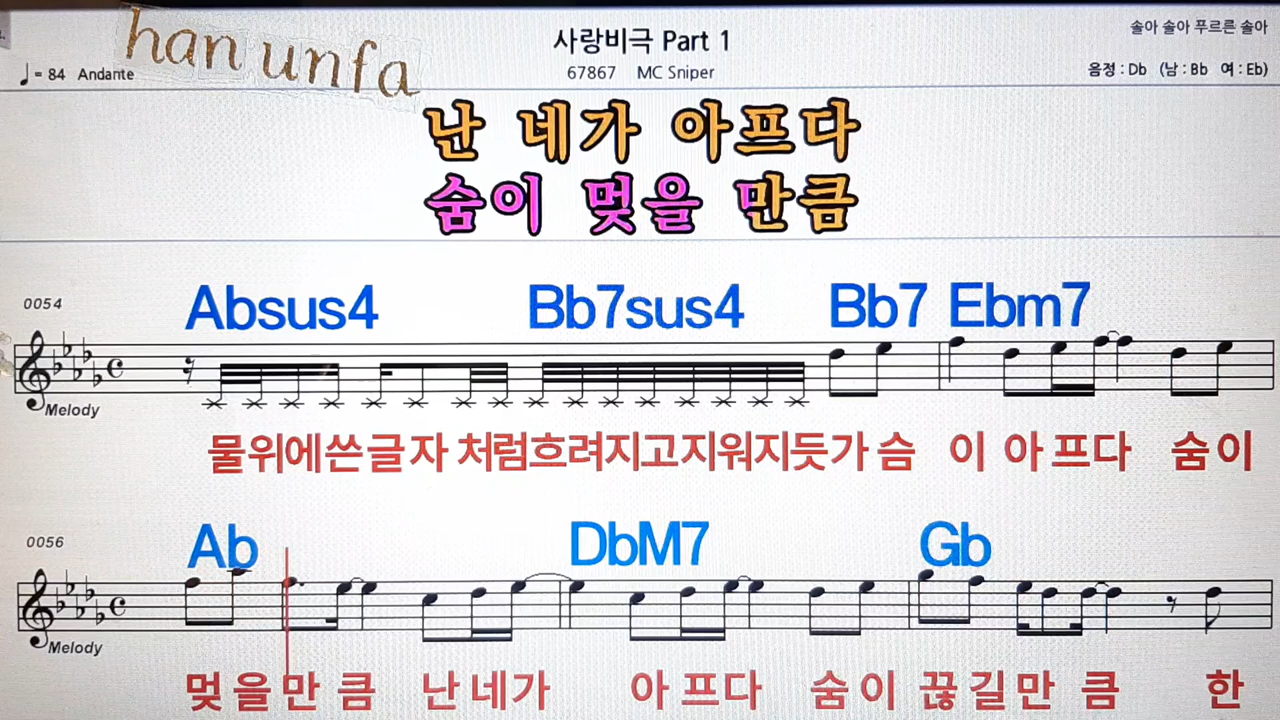 han unfa
사랑비극 Part 1
솔아 솔아 푸르른 솔아
♩= 84 Andante
67867 MC Sniper
음정 : Db (남 : Bb 여 : Eb)
난 네가 아프다
숨이 멎을 만큼
0054
Absus4 Bb7sus4 Bb7 Ebm7
Melody
물위에쓴글자 처럼흐려지고지워지듯가 슴 이 아 프다 숨이
0056
Ab DbM7 Gb
Melody
멎을만 큼 난네가 아 프다 숨이 끊길만 큼 한